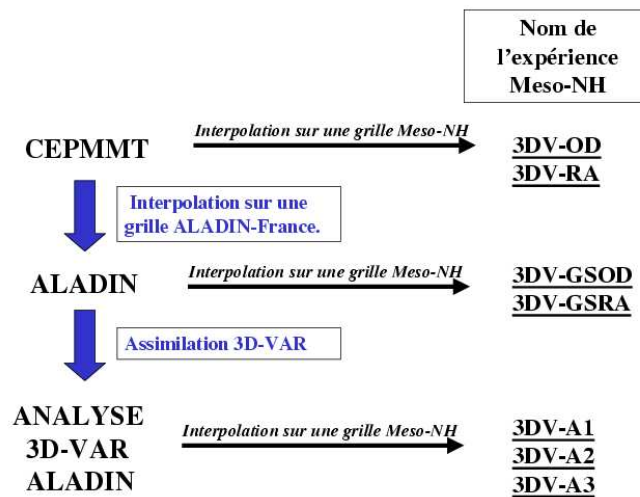 Nom de
l'expérience
Meso-NH
Interpolation sur une grille Meso-NH
CEPMMT
3DV-OD
3DV-RA
Interpolation sur une
grille ALADIN-France.
Interpolation sur une grille Meso-NH
ALADIN
3DV-GSOD
3DV-GSRA
Assimilation 3D-VAR
ANALYSE
3D-VAR
ALADIN
Interpolation sur une grille Meso-NH
3DV-A1
3DV-A2
3DV-A3